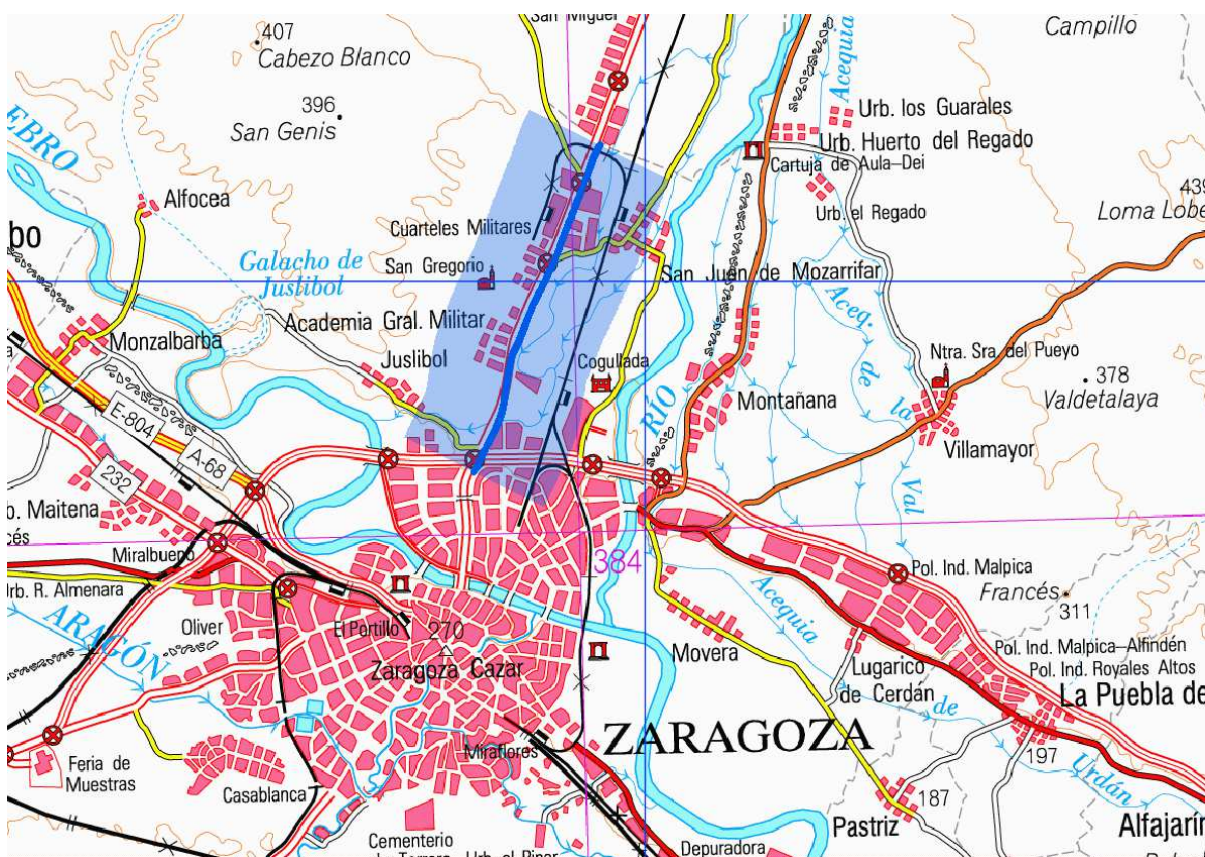 San Miguel
407
Cabezo Blanco
Campillo
396
San Genis
EBRO
Acequia
Urb. los Guarales
Urb. Huerto del Regado
Cartuja de Aula–Dei
Alfocea
Urb. el Regado
439
Loma Lobe
bo
Cuarteles Militares
Galacho de
Juslibol
San Gregorio
San Juan de Mozarrifar
Academia Gral. Militar
Aceq.
de
la
Val
Monzalbarba
Juslibol
Cogullada
Ntra. Sra. del Pueyo
378
Valdetalaya
Montañana
RÍO
Villamayor
E-804
A-68
232
b. Maitena
cés
Miralbueno
384
Pol. Ind. Malpica
Francés
311
Urb. R. Almenara
ARAGÓN
Oliver
El Portillo
270
Zaragoza Cazar
Acequia
de
Urdán
Movera
Lugarico
de Cerdán
Pol. Ind. Malpica–Alfindén
Pol. Ind. Royales Altos
La Puebla de
ZARAGOZA
Miraflores
197
Feria de
Muestras
Casablanca
187
Pastriz
Alfajarín
Cementerio
Urb. el Pinar
Depuradora